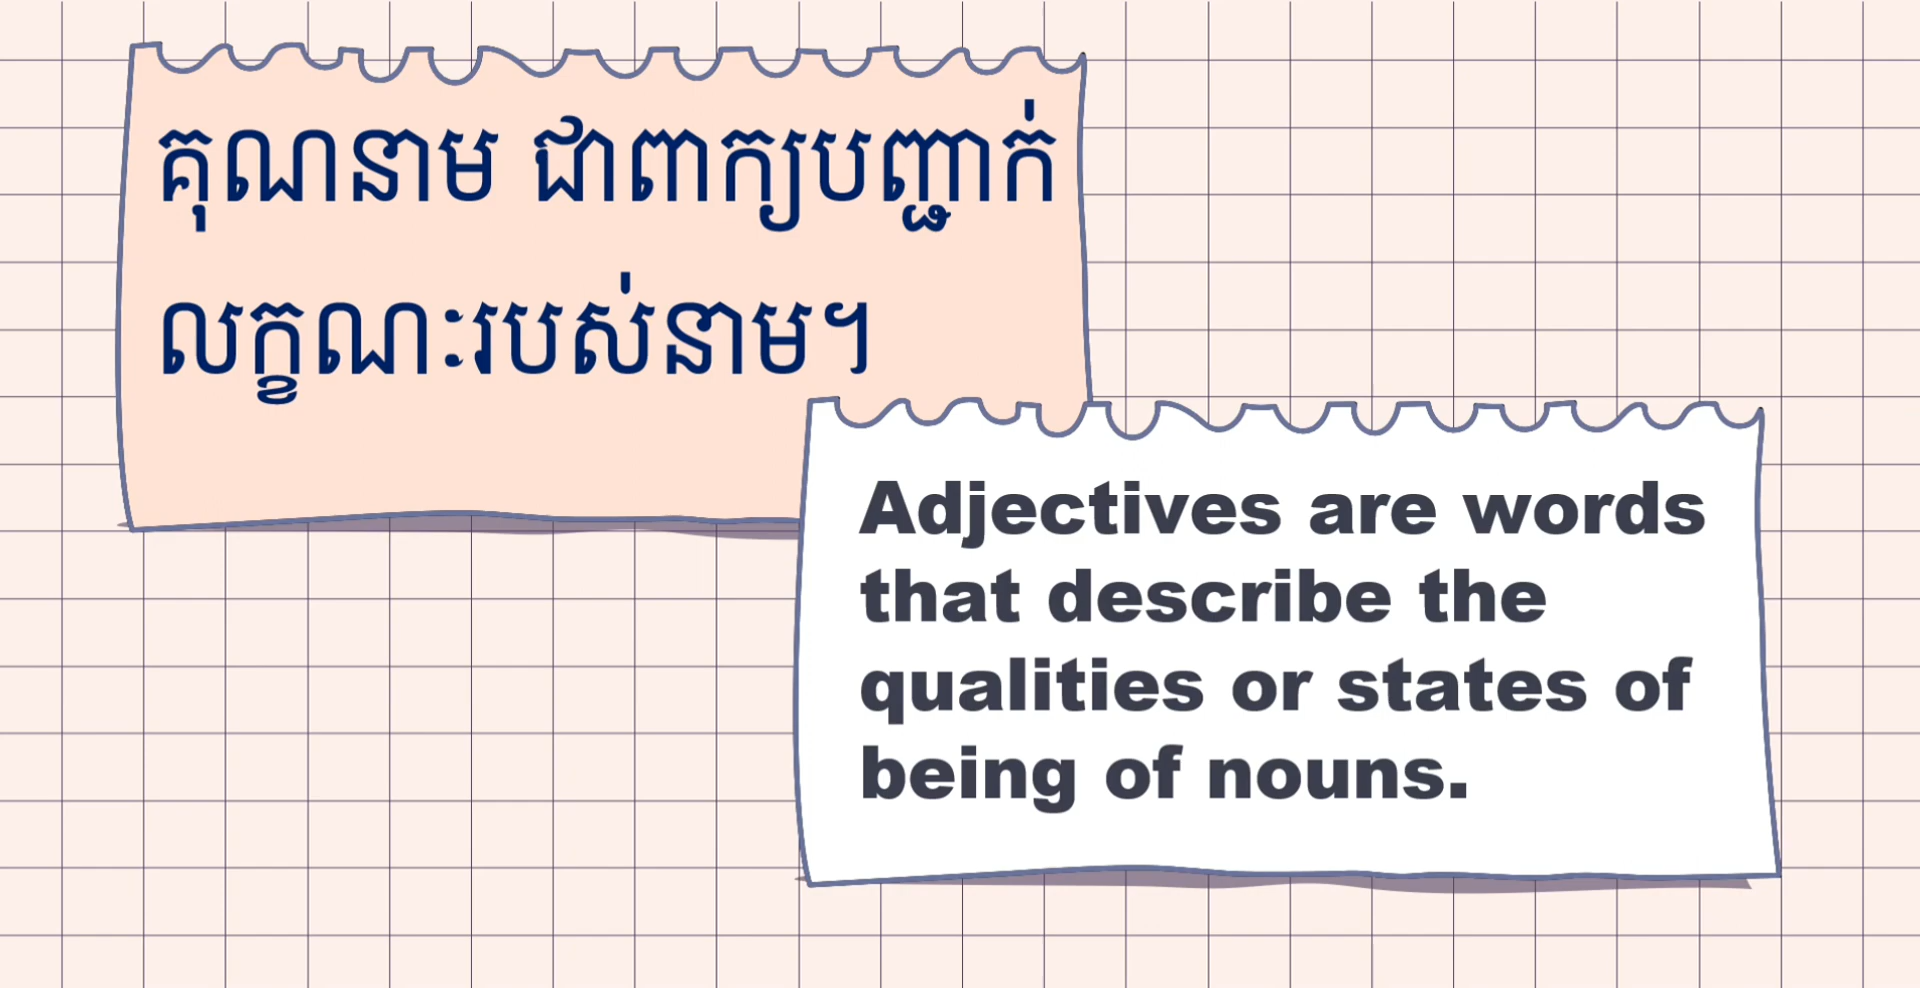 គុណនាម ជាពាក្យបញ្ជាក់
លក្ខណៈរបស់នាម។
Adjectives are words
that describe the
qualities or states of
being of nouns.